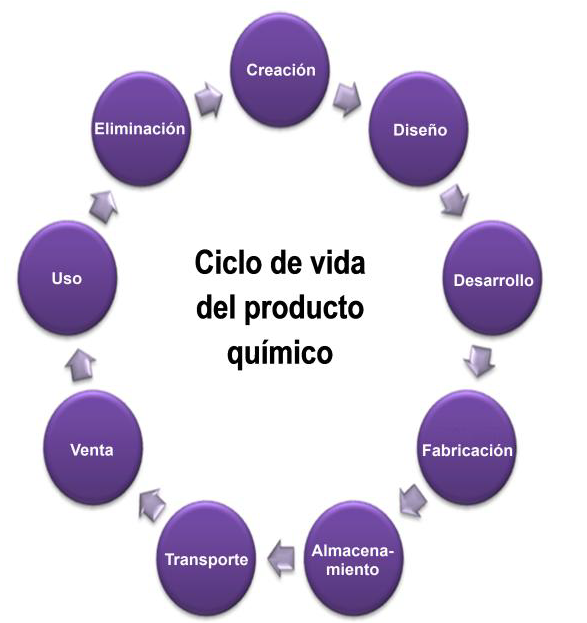 Creación
Diseño
Desarrollo
Fabricación
Almacena-
miento
Transporte
Venta
Uso
Eliminación
Ciclo de vida
del producto
químico